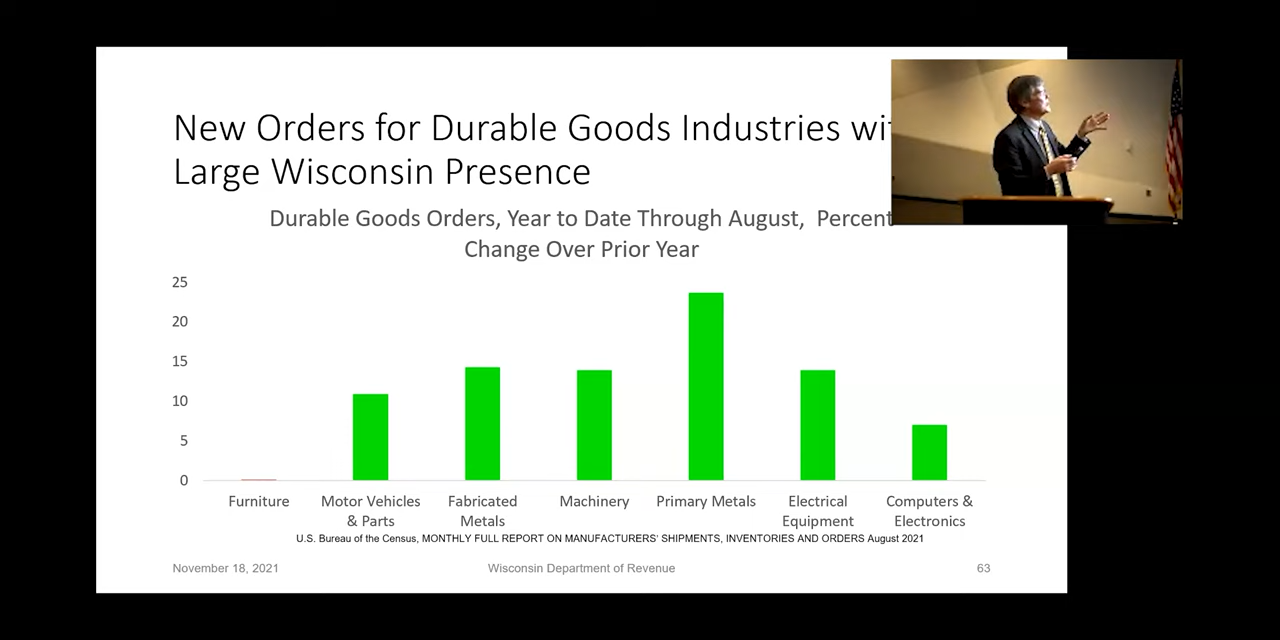 New Orders for Durable Goods Industries
Large Wisconsin Presence
Durable Goods Orders, Year to Date Through August,  Percent
Change Over Prior Year
25
20
15
10
5
0
Furniture
Motor Vehicles
& Parts
Fabricated
Metals
Machinery
Primary Metals
Electrical
Equipment
Computers &
Electronics
U.S. Bureau of the Census, MONTHLY FULL REPORT ON MANUFACTURERS' SHIPMENTS, INVENTORIES AND ORDERS August 2021
November 18, 2021
Wisconsin Department of Revenue
63